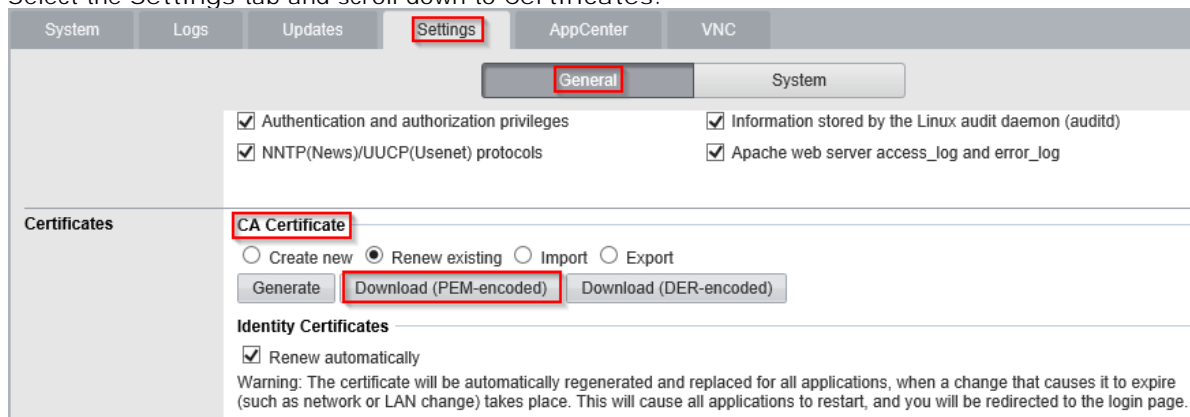 Select the Settings tab and scroll down to Certificates.
System Logs Updates Settings AppCenter VNC
General System
Authentication and authorization privileges Information stored by the Linux audit daemon (auditd)
NNTP(News)/UUCP(Usenet) protocols Apache web server access_log and error_log
Certificates CA Certificate
Create new Renew existing Import Export
Generate Download (PEM-encoded) Download (DER-encoded)
Identity Certificates
Renew automatically
Warning: The certificate will be automatically regenerated and replaced for all applications, when a change that causes it to expire
(such as network or LAN change) takes place. This will cause all applications to restart, and you will be redirected to the login page.